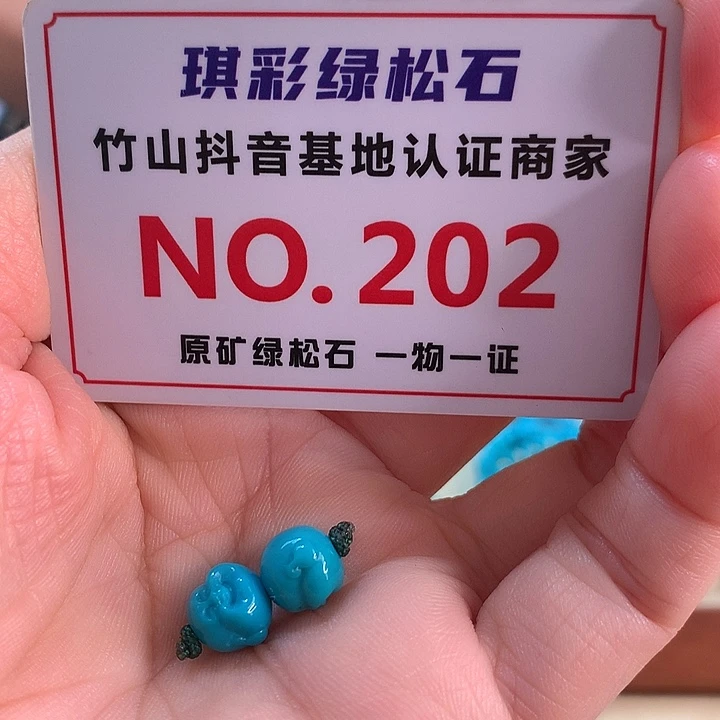 琪彩绿松石
竹山抖音基地认证商家
NO.202
原矿绿松石 一物一证